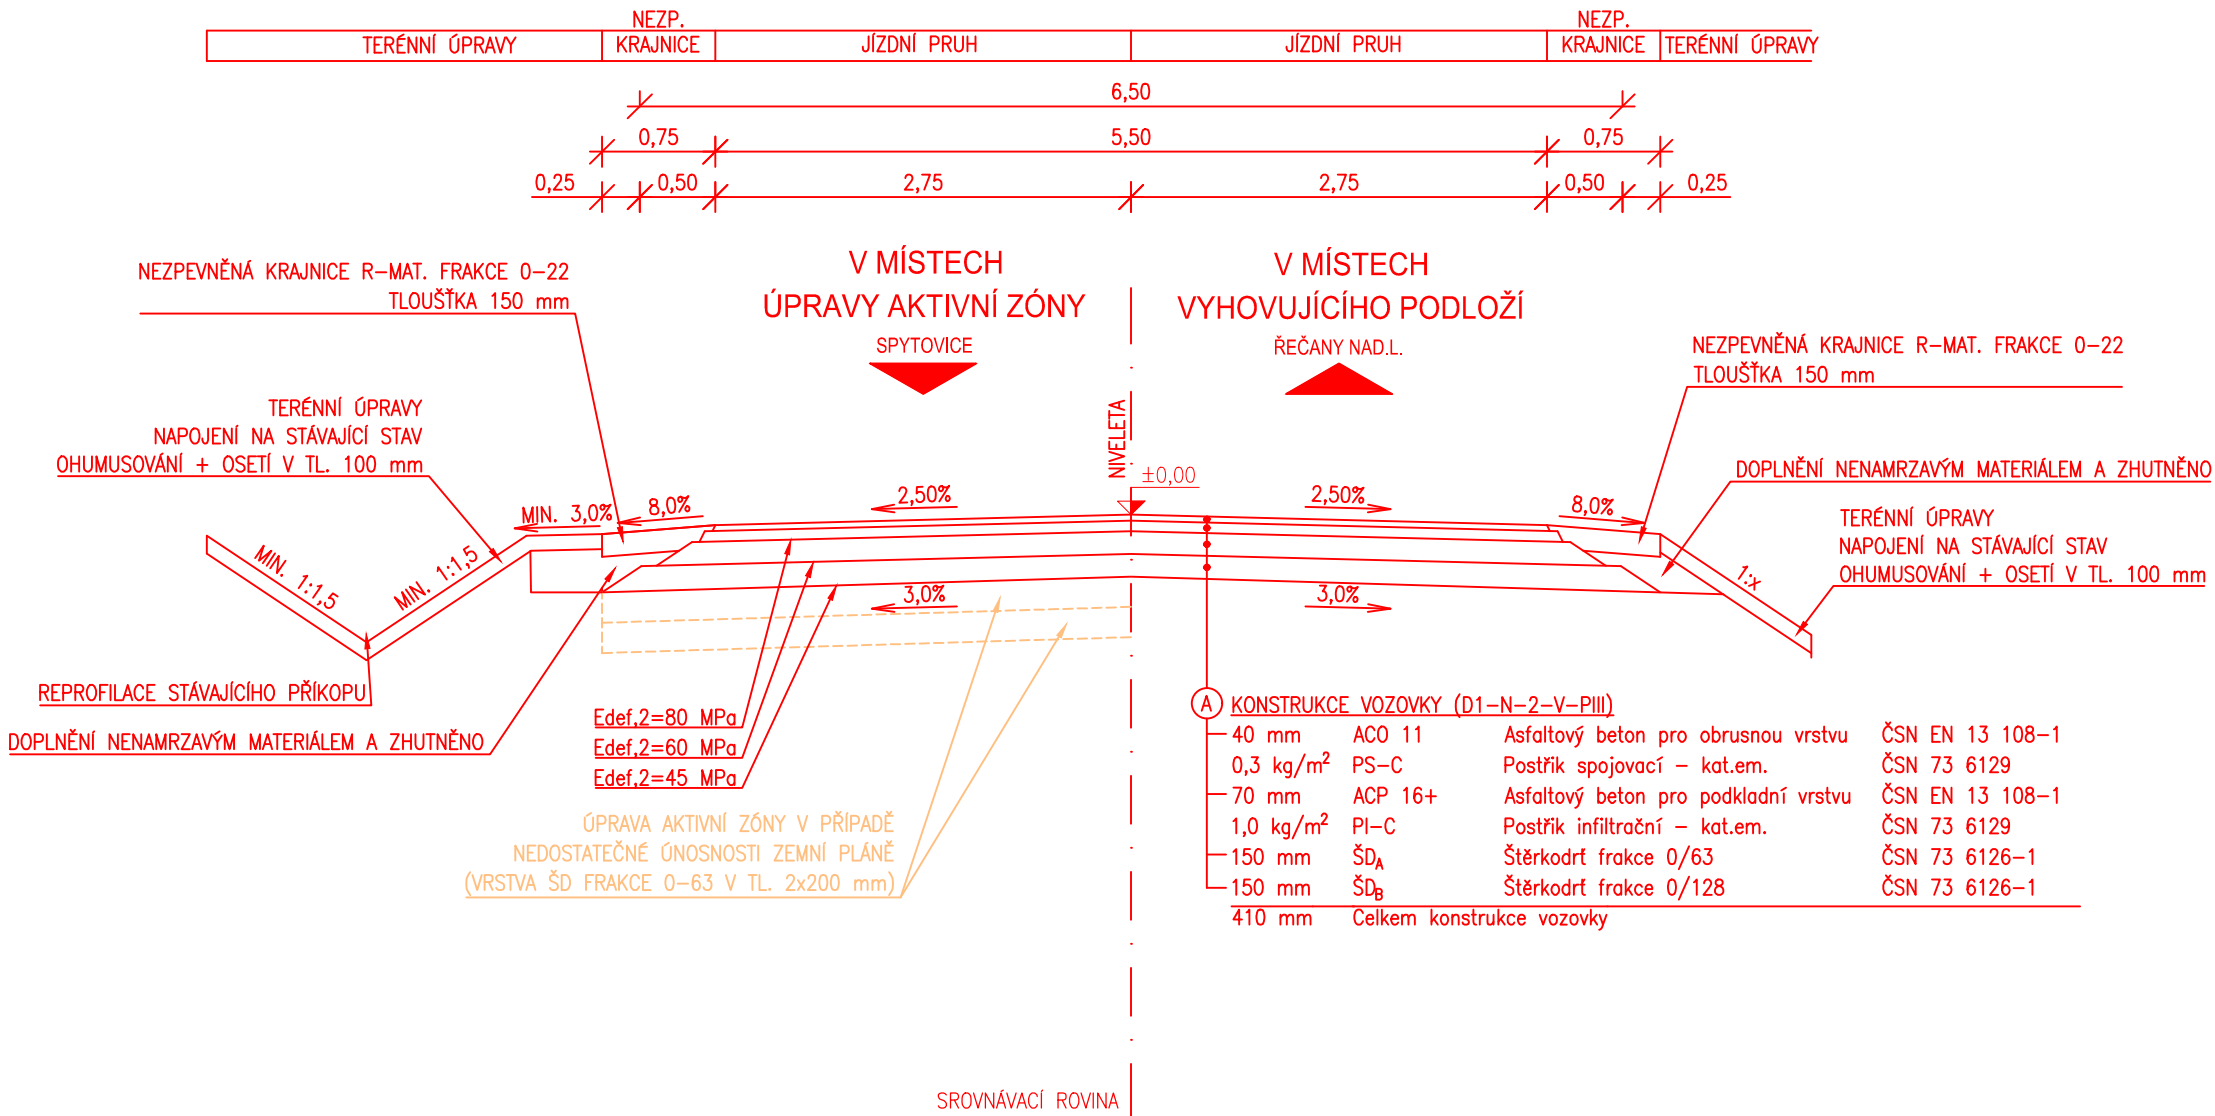 NEZP.
NEZP.
TERÉNNÍ ÚPRAVY
KRAJNICE
JÍZDNÍ PRUH
JÍZDNÍ PRUH
KRAJNICE
TERÉNNÍ ÚPRAVY
6,50
0,75
5,50
0,75
0,25
0,50
2,75
2,75
0,50
0,25
V MÍSTECH
ÚPRAVY AKTIVNÍ ZÓNY
SPYTOVICE
V MÍSTECH
VYHOVUJÍCÍHO PODLOŽÍ
ŘEČANY NAD.L.
NEZPEVNĚNÁ KRAJNICE R-MAT. FRAKCE 0-22
TLOUŠŤKA 150 mm
NEZPEVNĚNÁ KRAJNICE R-MAT. FRAKCE 0-22
TLOUŠŤKA 150 mm
TERÉNNÍ ÚPRAVY
NAPOJENÍ NA STÁVAJÍCÍ STAV
OHUMUSOVÁNÍ + OSETÍ V TL. 100 mm
NIVELETA
±0,00
DOPLNĚNÍ NENAMRZAVÝM MATERIÁLEM A ZHUTNĚNO
TERÉNNÍ ÚPRAVY
NAPOJENÍ NA STÁVAJÍCÍ STAV
OHUMUSOVÁNÍ + OSETÍ V TL. 100 mm
MIN. 3,0%
8,0%
2,50%
2,50%
8,0%
MIN. 1:1,5
MIN. 1:1,5
1:x
3,0%
3,0%
REPROFILACE STÁVAJÍCÍHO PŘÍKOPU
DOPLNĚNÍ NENAMRZAVÝM MATERIÁLEM A ZHUTNĚNO
Edef,2=80 MPa
Edef,2=60 MPa
Edef,2=45 MPa
ÚPRAVA AKTIVNÍ ZÓNY V PŘÍPADĚ
NEDOSTATEČNÉ ÚNOSNOSTI ZEMNÍ PLÁNĚ
(VRSTVA ŠD FRAKCE 0-63 V TL. 2x200 mm)
A KONSTRUKCE VOZOVKY (D1-N-2-V-PIII)
40 mm ACO 11 Asfaltový beton pro obrusnou vrstvu ČSN EN 13 108-1
0,3 kg/m² PS-C Postřik spojovací - kat.em. ČSN 73 6129
70 mm ACP 16+ Asfaltový beton pro podkladní vrstvu ČSN EN 13 108-1
1,0 kg/m² PI-C Postřik infiltrační - kat.em. ČSN 73 6129
150 mm ŠDA Štěrkodrť frakce 0/63 ČSN 73 6126-1
150 mm ŠDB Štěrkodrť frakce 0/128 ČSN 73 6126-1
410 mm Celkem konstrukce vozovky
SROVNÁVACÍ ROVINA